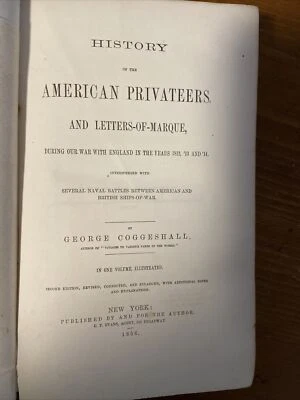 HISTORY
OF THE
AMERICAN PRIVATEERS,
AND LETTERS-OF-MARQUE,
DURING OUR WAR WITH ENGLAND IN THE YEARS 1812, '13 AND '14.
INTERSPERSED WITH
SEVERAL NAVAL BATTLES BETWEEN AMERICAN AND
BRITISH SHIPS-OF-WAR.
BY
GEORGE COGGESHALL,
AUTHOR OF "VOYAGES TO VARIOUS PARTS OF THE WORLD."
IN ONE VOLUME, ILLUSTRATED.
SECOND EDITION, REVISED, CORRECTED, AND ENLARGED, WITH ADDITIONAL NOTES
AND EXPLANATIONS.
NEW YORK:
PUBLISHED BY AND FOR THE AUTHOR.
C. T. EVANS, AGENT, BROADWAY.
1856.